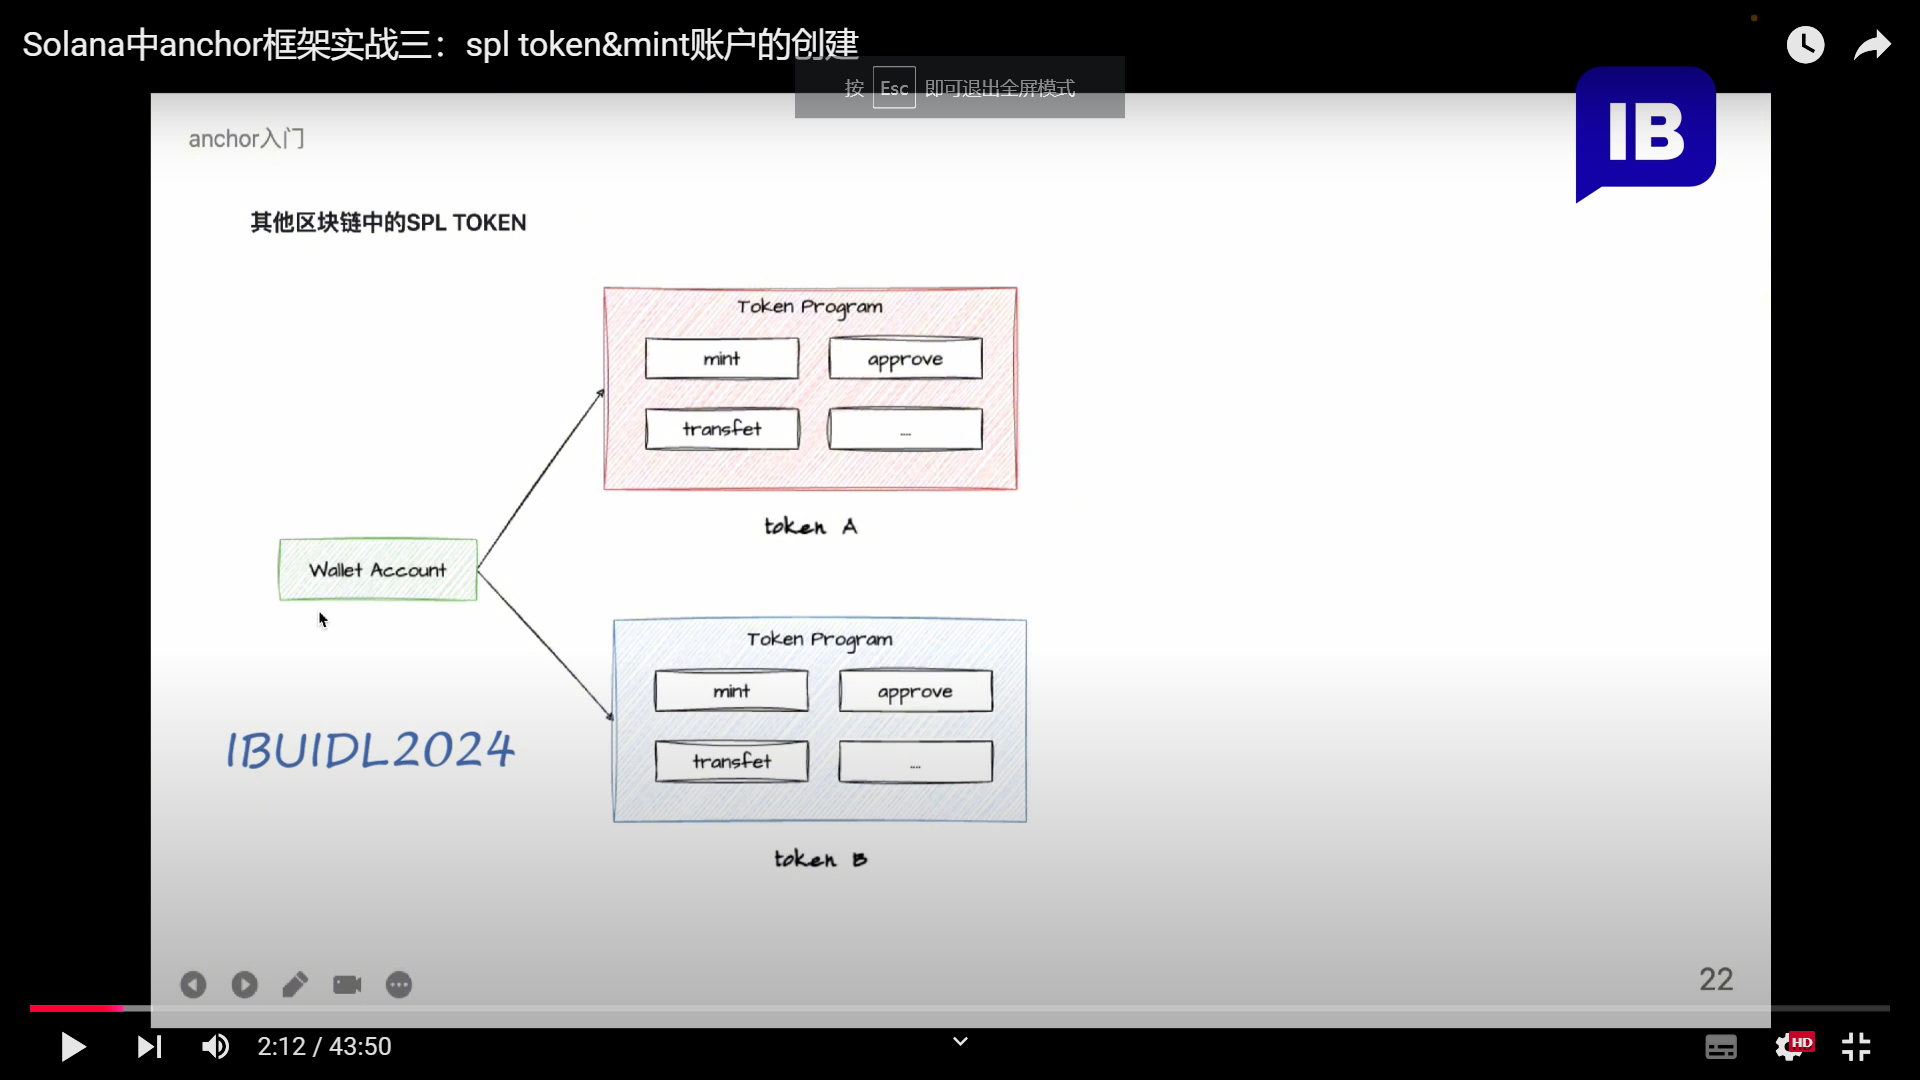 Solana中anchor框架实战三：spl token&mint账户的创建
按 Esc 即可退出全屏模式
IB
anchor入门
其他区块链中的SPL TOKEN
Token Program
mint
approve
transfet
....
token A
Wallet Account
Token Program
mint
approve
transfet
....
token B
IBUIDL2024
22
2:12 / 43:50
HD